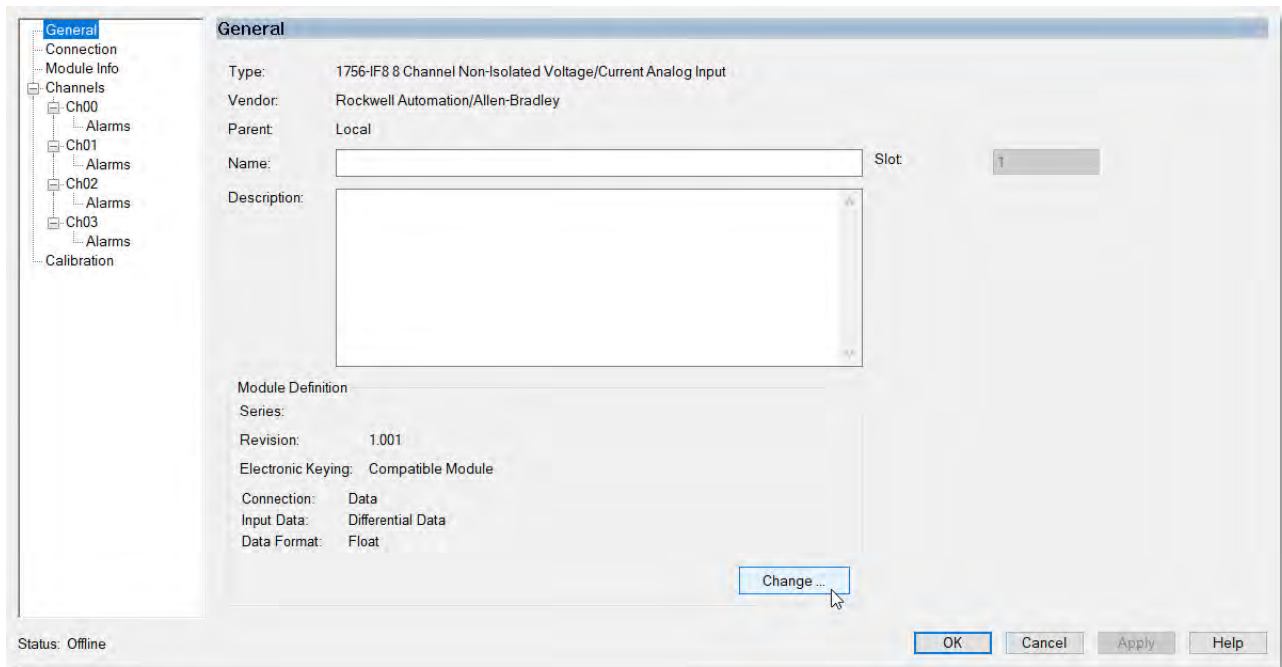 General
Connection
Module Info
Channels
Ch00
Alarms
Ch01
Alarms
Ch02
Alarms
Ch03
Alarms
Calibration
General
Type: 1756-IF8 8 Channel Non-Isolated Voltage/Current Analog Input
Vendor: Rockwell Automation/Allen-Bradley
Parent: Local
Name:
Slot: 1
Description:
Module Definition
Series:
Revision: 1.001
Electronic Keying: Compatible Module
Connection: Data
Input Data: Differential Data
Data Format: Float
Change ...
Status: Offline
OK Cancel Apply Help